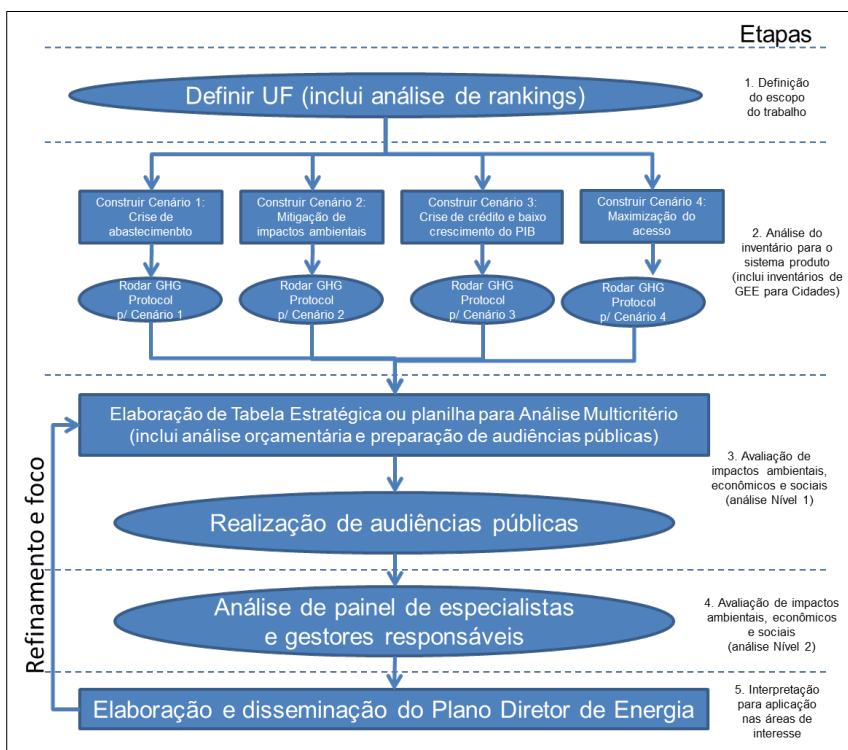 Etapas
Definir UF (inclui análise de rankings)
1. Definição
do escopo
do trabalho
Construir Cenário 1:
Crise de
abastecimebto
Construir Cenário 2:
Mitigação de
impactos ambientais
Construir Cenário 3:
Crise de crédito e baixo
crescimento do PIB
Construir Cenário 4:
Maximização do
acesso
2. Análise do
inventário para o
sistema produto
(inclui inventários de
GEE para Cidades)
Rodar GHG
Protocol
p/ Cenário 1
Rodar GHG
Protocol
p/ Cenário 2
Rodar GHG
Protocol
p/ Cenário 3
Rodar GHG
Protocol
p/ Cenário 4
Elaboração de Tabela Estratégica ou planilha para Análise Multicritério
(inclui análise orçamentária e preparação de audiências públicas)
3. Avaliação de
impactos ambientais,
econômicos e sociais
(análise Nível 1)
Realização de audiências públicas
Refinamento e foco
Análise de painel de especialistas
e gestores responsáveis
4. Avaliação de impactos
ambientais, econômicos
e sociais
(análise Nível 2)
Elaboração e disseminação do Plano Diretor de Energia
5. Interpretação
para aplicação
nas áreas de
interesse